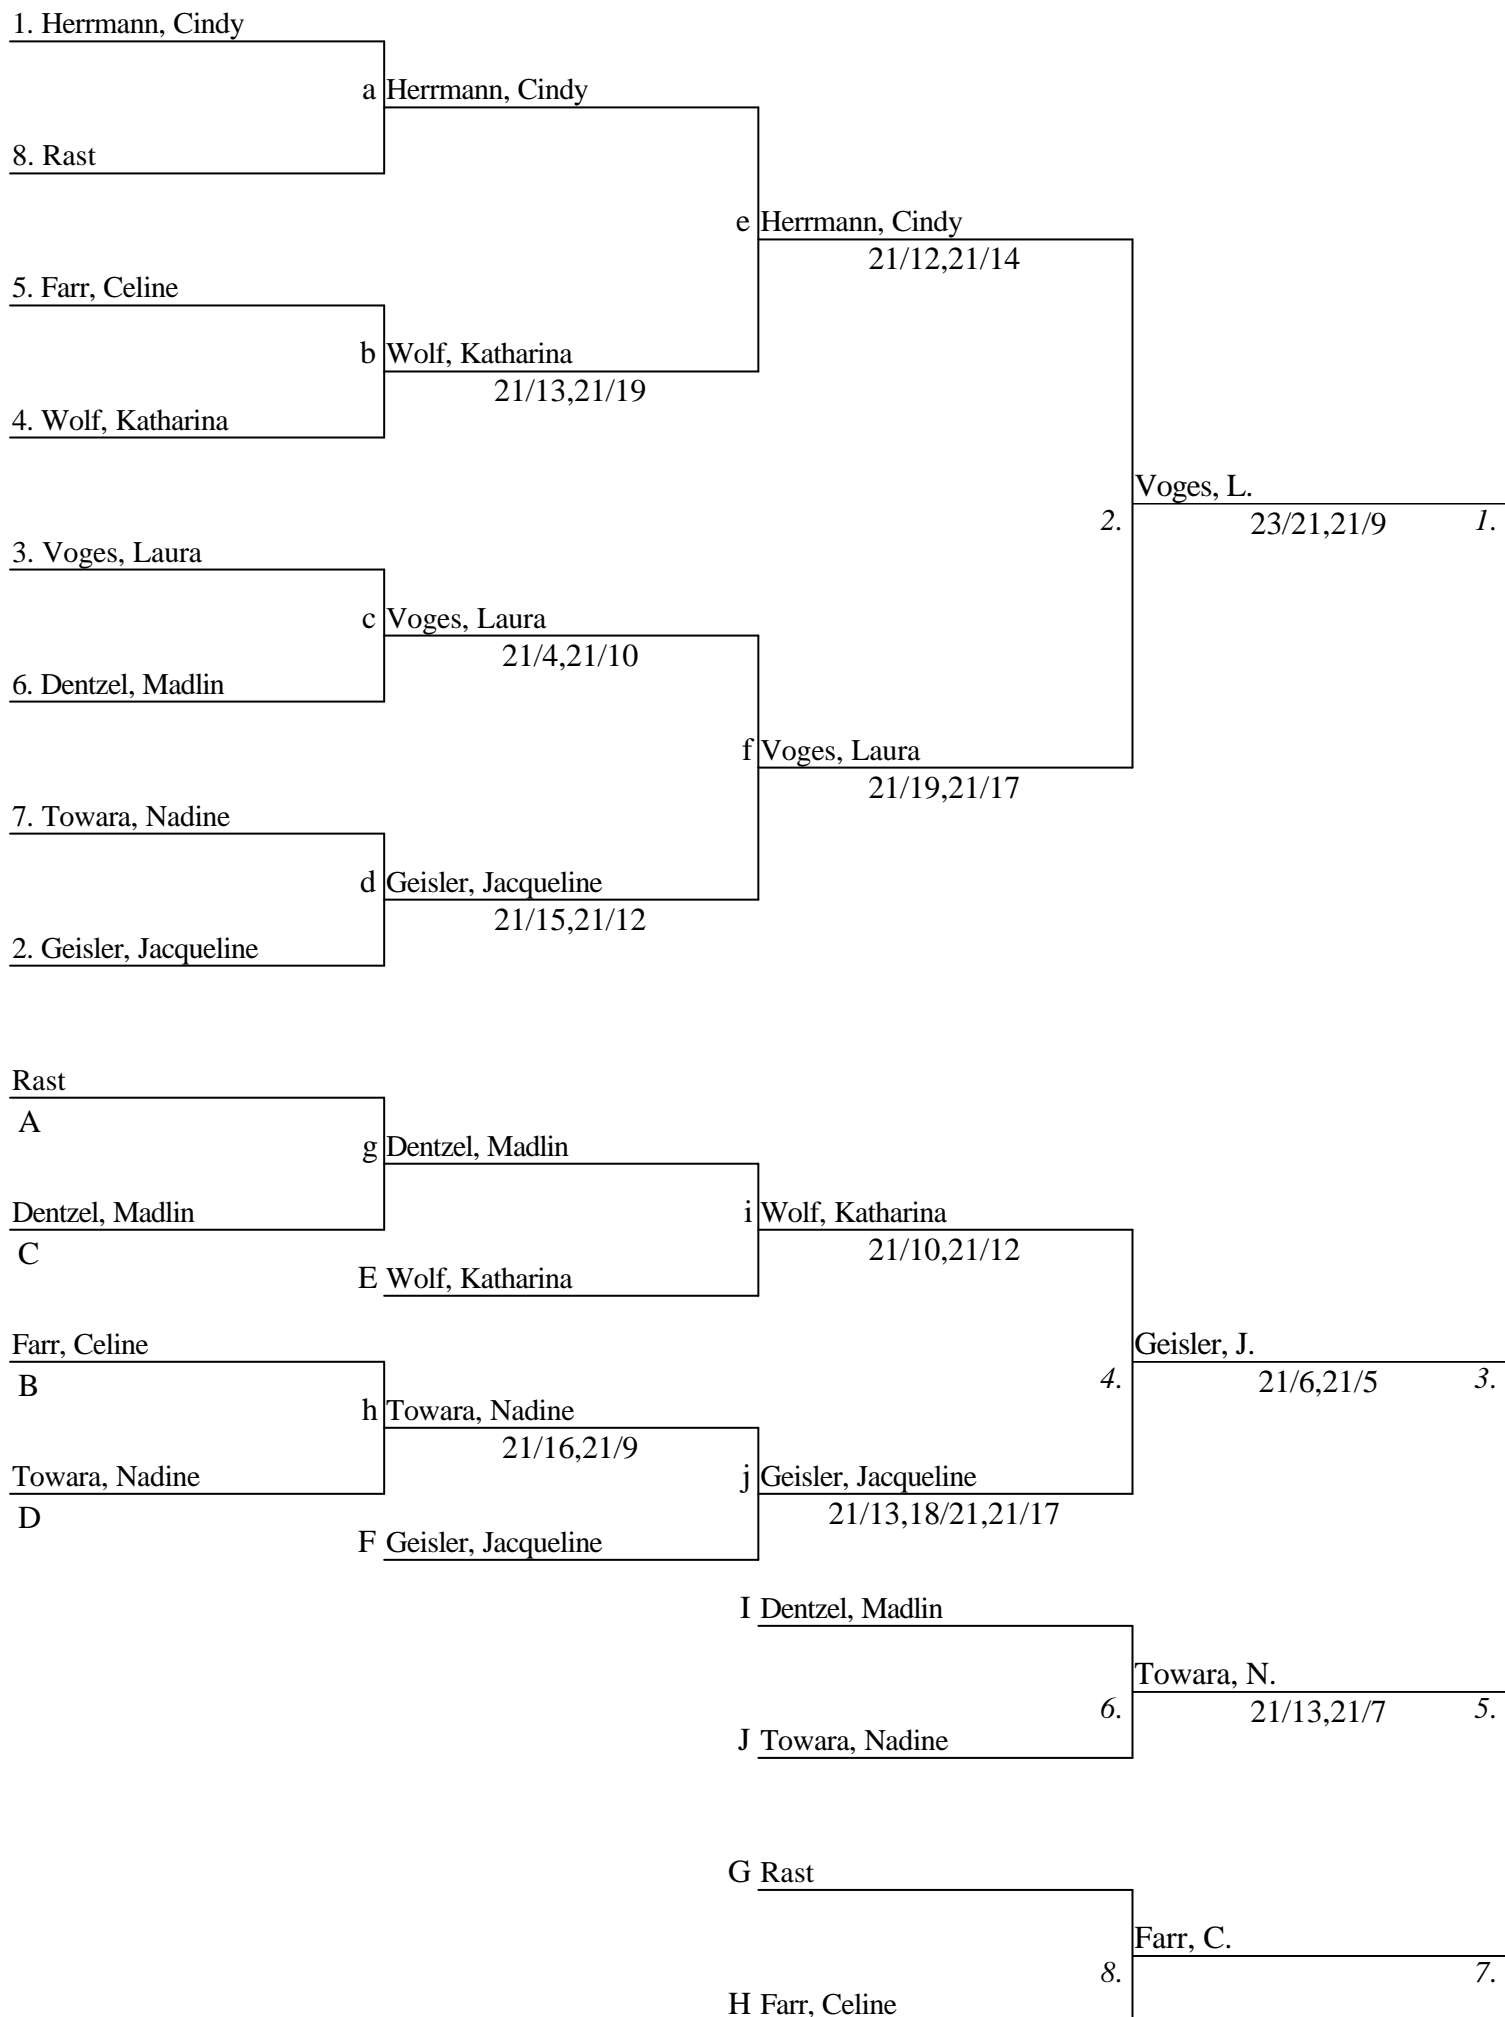 1. Herrmann, Cindy
a Herrmann, Cindy
8. Rast
e Herrmann, Cindy
21/12,21/14
5. Farr, Celine
b Wolf, Katharina
21/13,21/19
4. Wolf, Katharina
Voges, L.
2. 23/21,21/9 1.
3. Voges, Laura
c Voges, Laura
21/4,21/10
6. Dentzel, Madlin
f Voges, Laura
21/19,21/17
7. Towara, Nadine
d Geisler, Jacqueline
21/15,21/12
2. Geisler, Jacqueline
Rast
A
g Dentzel, Madlin
Dentzel, Madlin
C
i Wolf, Katharina
21/10,21/12
E Wolf, Katharina
Farr, Celine
B
Geisler, J.
4. 21/6,21/5 3.
h Towara, Nadine
21/16,21/9
Towara, Nadine
D
j Geisler, Jacqueline
21/13,18/21,21/17
F Geisler, Jacqueline
I Dentzel, Madlin
Towara, N.
6. 21/13,21/7 5.
J Towara, Nadine
G Rast
Farr, C.
8. 7.
H Farr, Celine